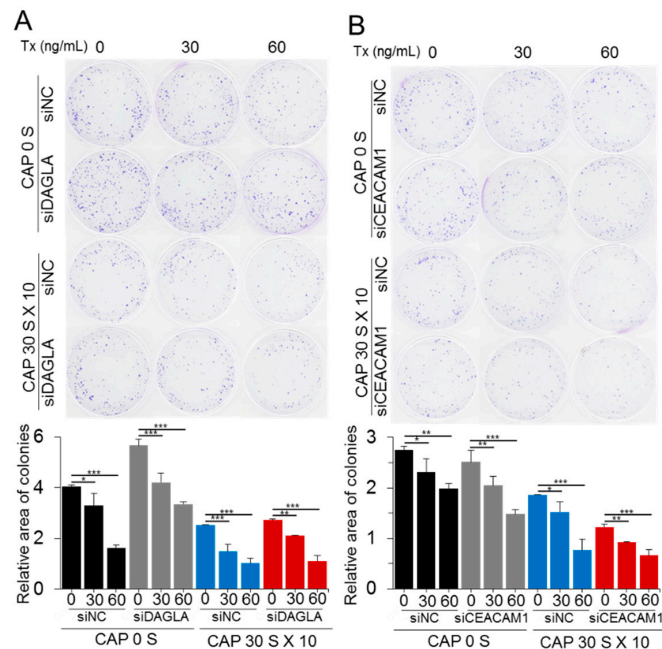 A
Tx (ng/mL) 0 30 60
CAP 0 S
siNC
siDAGLA
CAP 30 S X 10
siNC
siDAGLA
Relative area of colonies
6
4
2
0
***
*
***
***
***
***
***
**
0 30 60 0 30 60 0 30 60 0 30 60
siNC siDAGLA siNC siDAGLA
CAP 0 S CAP 30 S X 10
B
Tx (ng/mL) 0 30 60
CAP 0 S
siNC
siCEACAM1
CAP 30 S X 10
siNC
siCEACAM1
Relative area of colonies
3
2
1
0
**
*
***
**
***
*
***
**
0 30 60 0 30 60 0 30 60 0 30 60
siNC siCEACAM1 siNC siCEACAM1
CAP 0 S CAP 30 S X 10